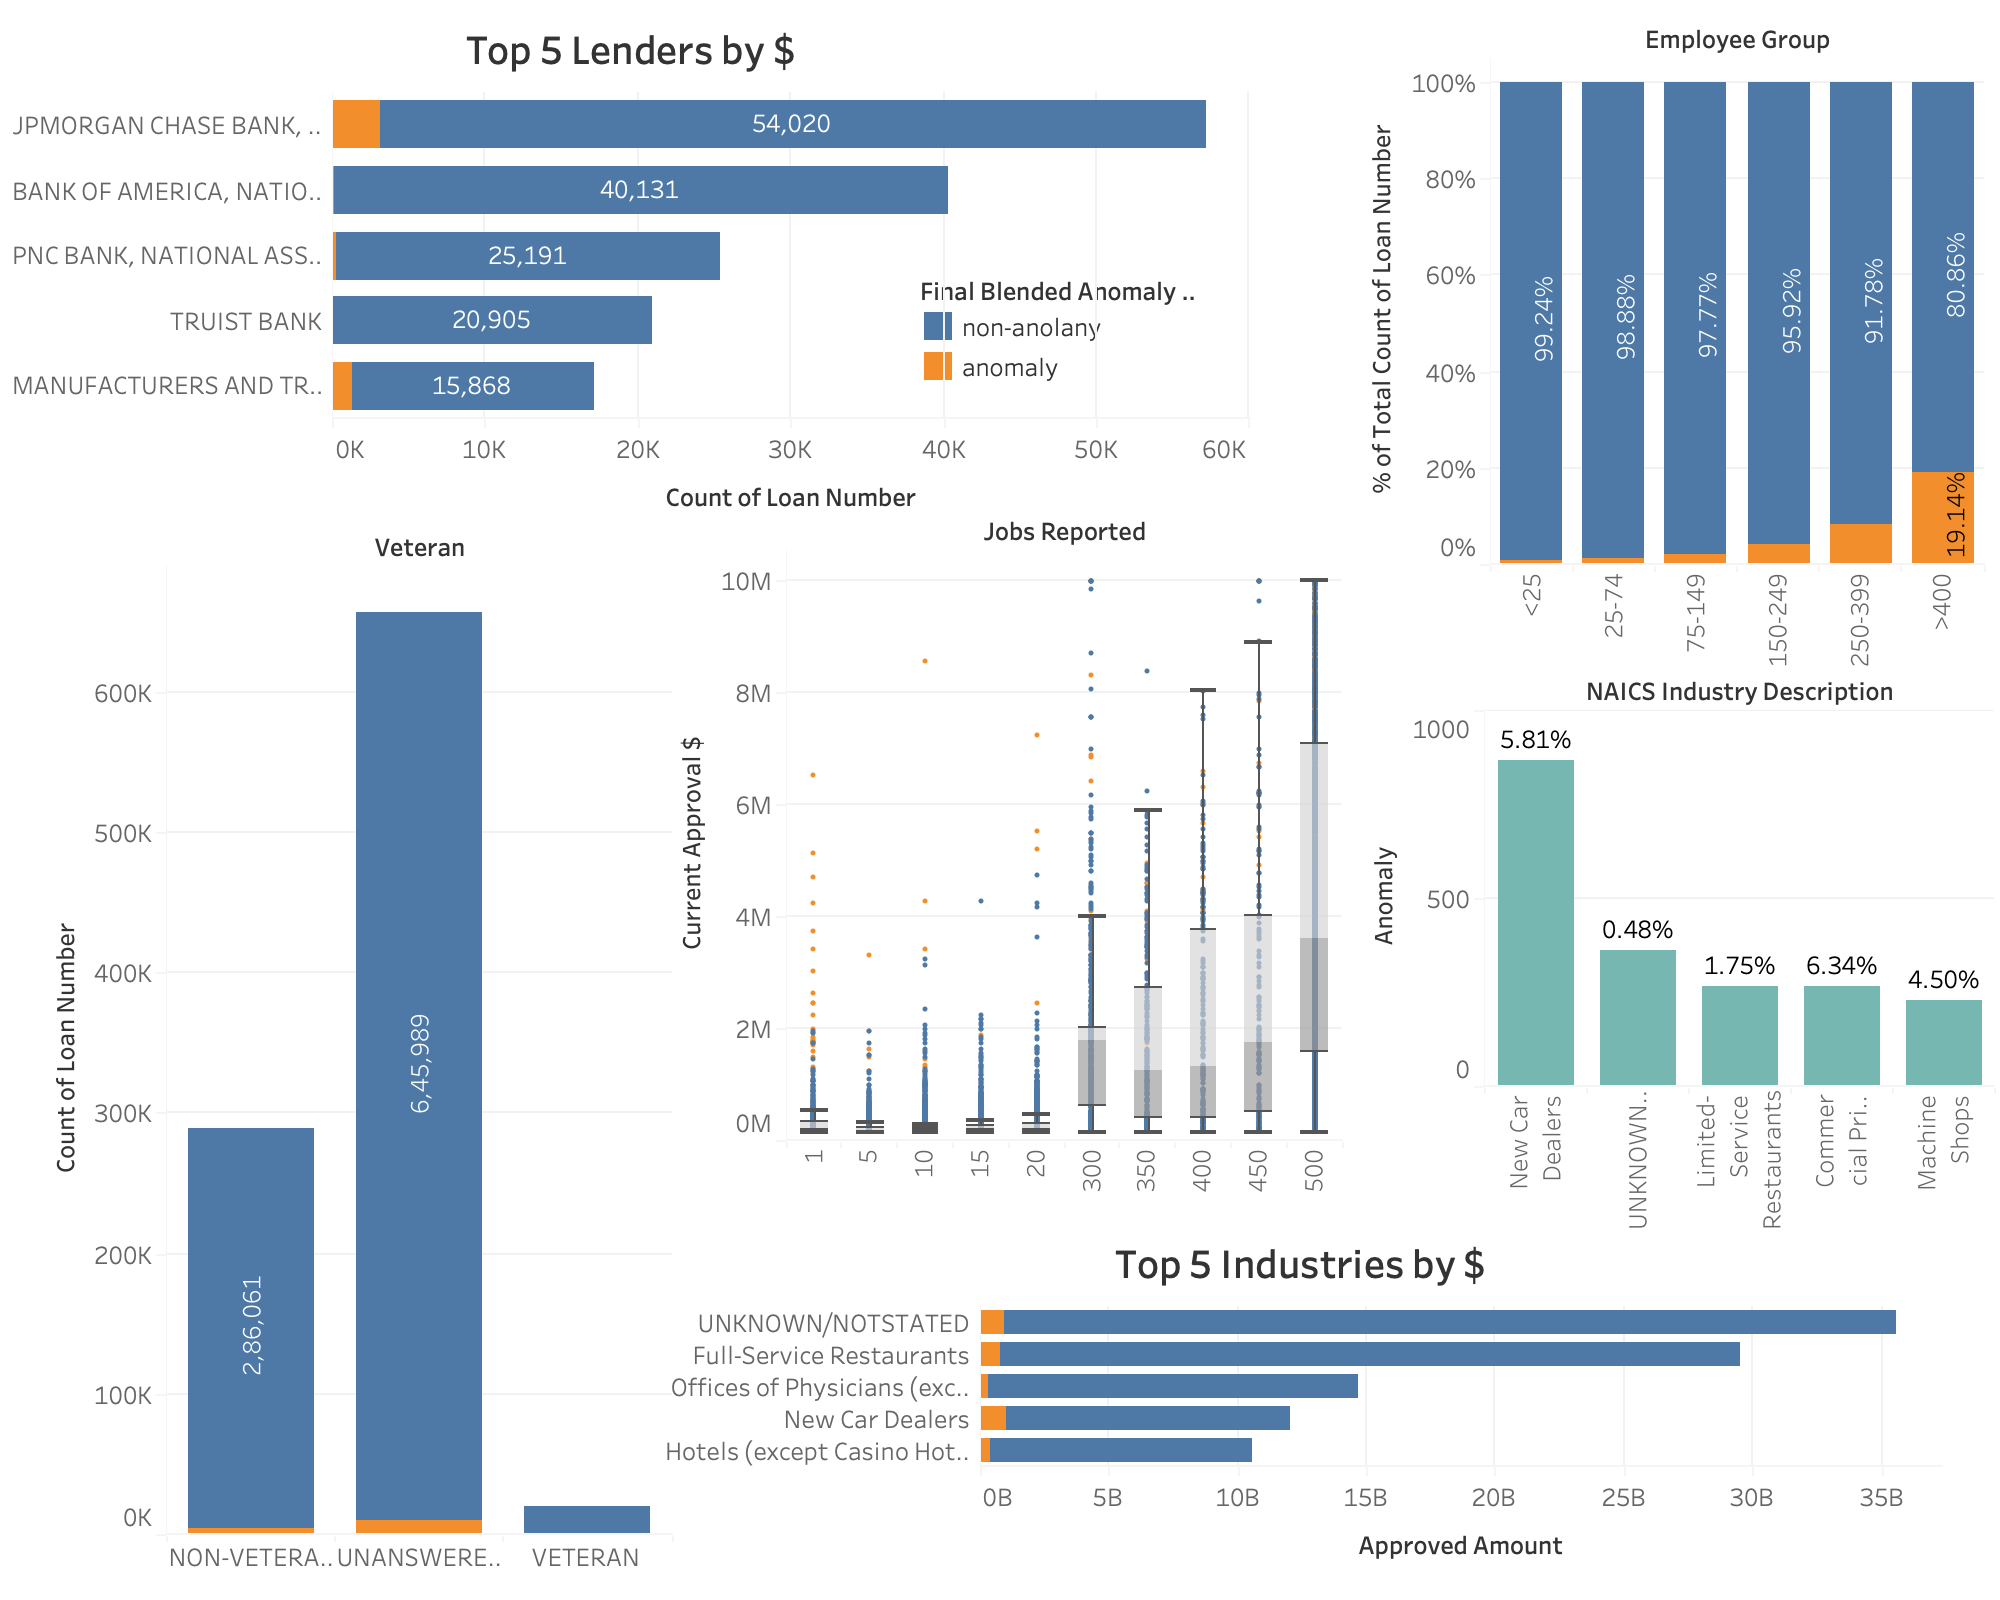 Top 5 Lenders by $
JPMORGAN CHASE BANK, ..
54,020
BANK OF AMERICA, NATIO..
40,131
PNC BANK, NATIONAL ASS..
25,191
TRUIST BANK
20,905
MANUFACTURERS AND TR..
15,868
0K 10K 20K 30K 40K 50K 60K
Count of Loan Number
Final Blended Anomaly ..
non-anolany
anomaly
Employee Group
% of Total Count of Loan Number
100%
80%
60%
40%
20%
0%
99.24%
98.88%
97.77%
95.92%
91.78%
80.86%
19.14%
<25
25-74
75-149
150-249
250-399
>400
Veteran
Count of Loan Number
600K
500K
400K
300K
200K
100K
0K
2,86,061
6,45,989
NON-VETERA.. UNANSWERE.. VETERAN
Jobs Reported
Current Approval $
10M
8M
6M
4M
2M
0M
1
5
10
15
20
300
350
400
450
500
NAICS Industry Description
Anomaly
1000
500
0
5.81%
0.48%
1.75%
6.34%
4.50%
New Car
Dealers
UNKNOWN..
Limited-
Service
Restaurants
Commer
cial Pri..
Machine
Shops
Top 5 Industries by $
UNKNOWN/NOTSTATED
Full-Service Restaurants
Offices of Physicians (exc..
New Car Dealers
Hotels (except Casino Hot..
0B 5B 10B 15B 20B 25B 30B 35B
Approved Amount